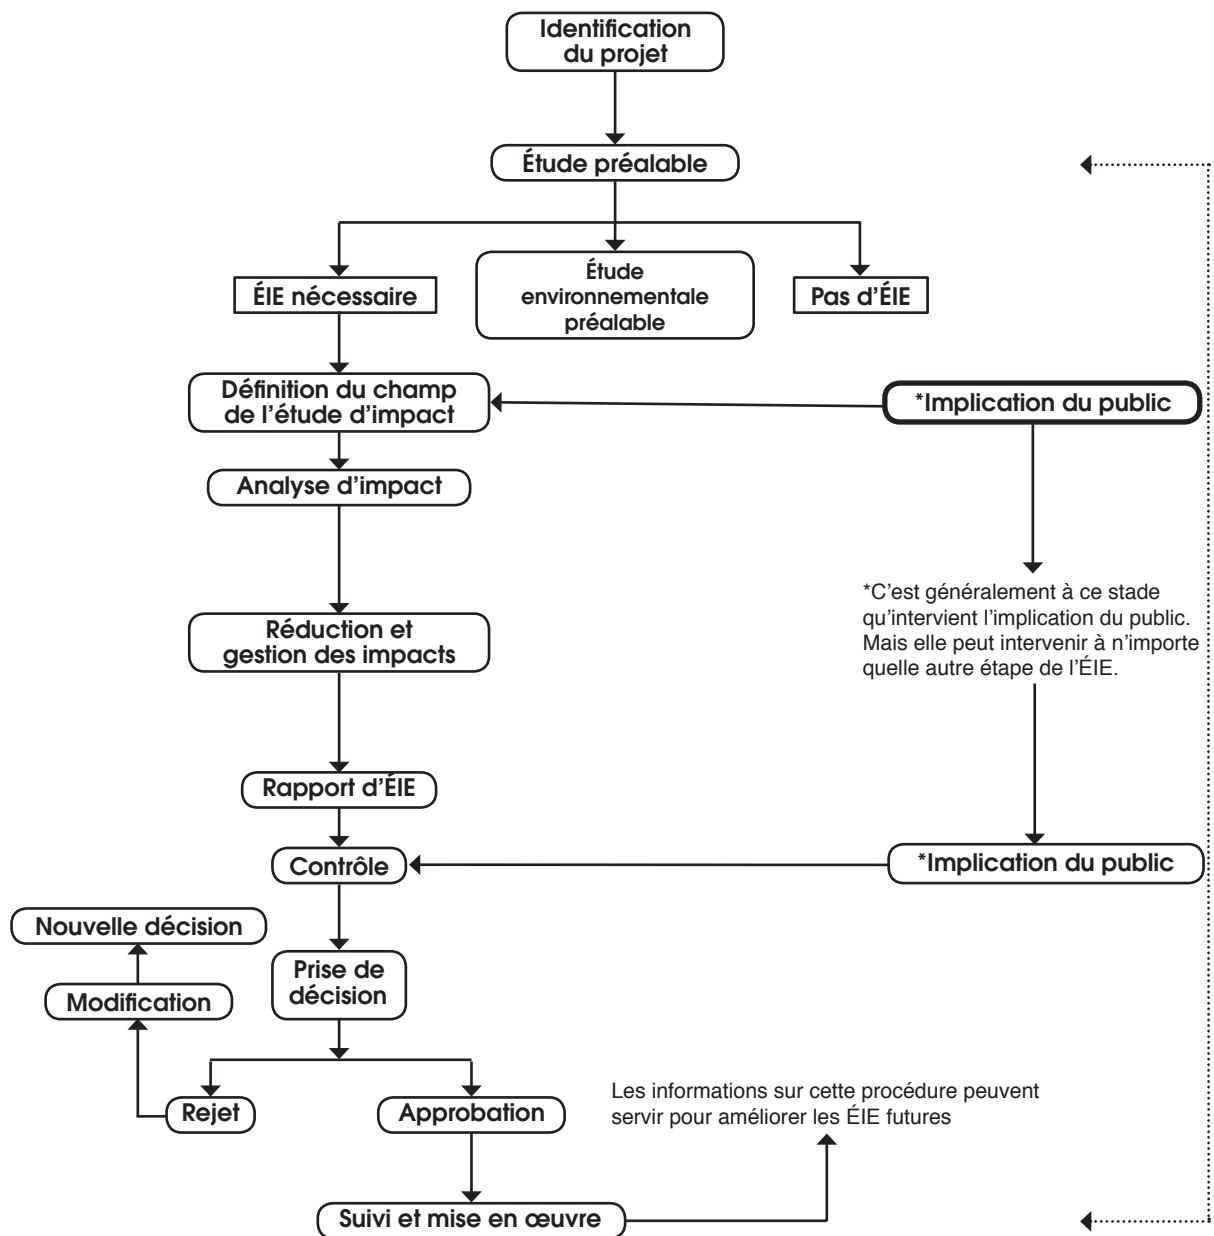 Identification
du projet
Étude préalable
ÉIE nécessaire
Étude
environnementale
préalable
Pas d’ÉIE
Définition du champ
de l’étude d’impact
*Implication du public
Analyse d’impact
*C’est généralement à ce stade
qu’intervient l’implication du public.
Mais elle peut intervenir à n’importe
quelle autre étape de l’ÉIE.
Réduction et
gestion des impacts
Rapport d’ÉIE
Contrôle
*Implication du public
Nouvelle décision
Prise de
décision
Modification
Rejet
Approbation
Les informations sur cette procédure peuvent
servir pour améliorer les ÉIE futures
Suivi et mise en œuvre